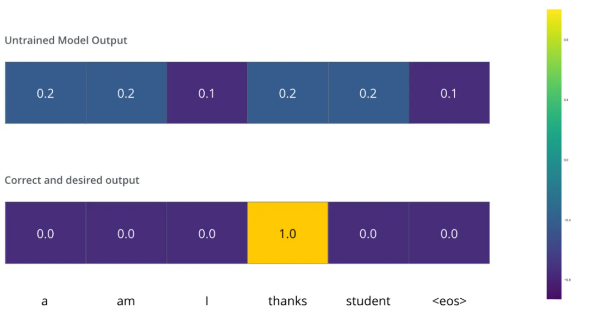 Untrained Model Output
0.2 0.2 0.1 0.2 0.2 0.1
Correct and desired output
0.0 0.0 0.0 1.0 0.0 0.0
a am I thanks student <eos>